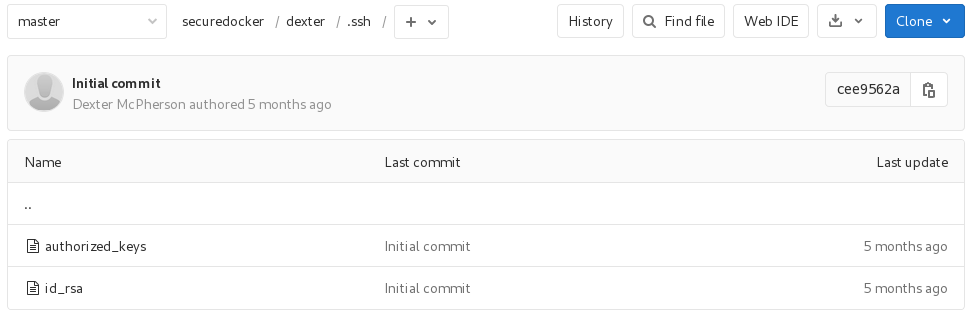 master securedocker / dexter / .ssh / + History Find file Web IDE Clone
Initial commit
Dexter McPherson authored 5 months ago
cee9562a
Name Last commit Last update
..
authorized_keys Initial commit 5 months ago
id_rsa Initial commit 5 months ago